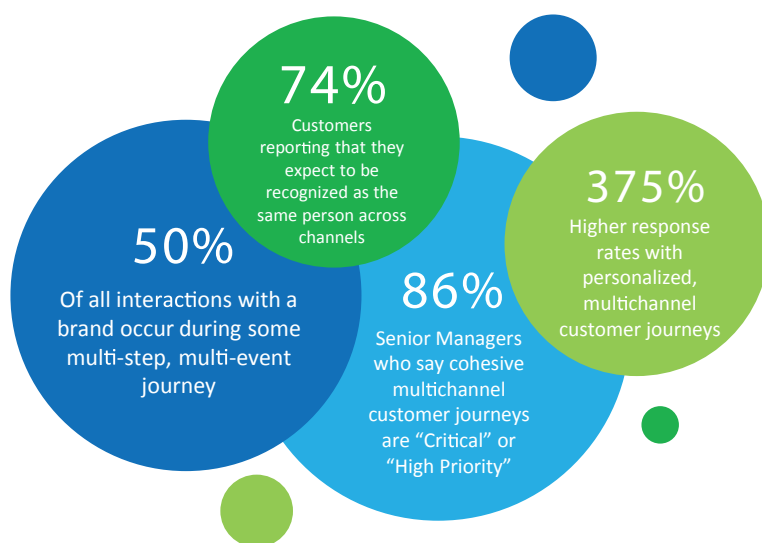 74%
Customers
reporting that they
expect to be
recognized as the
same person across
channels
50%
Of all interactions with a
brand occur during some
multi-step, multi-event
journey
86%
Senior Managers
who say cohesive
multichannel
customer journeys
are “Critical” or
“High Priority”
375%
Higher response
rates with
personalized,
multichannel
customer journeys